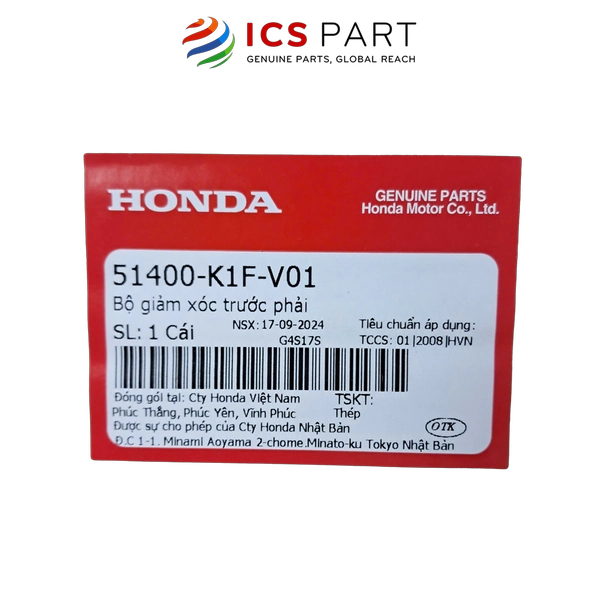 ICS PART
GENUINE PARTS, GLOBAL REACH
HONDA
GENUINE PARTS
Honda Motor Co., Ltd.
51400-K1F-V01
Bộ giảm xóc trước phải
SL: 1 Cái
NSX: 17-09-2024
G4S17S
Tiêu chuẩn áp dụng:
TCCS: 01|2008|HVN
Đóng gói tại: Cty Honda Việt Nam
Phúc Thắng, Phúc Yên, Vĩnh Phúc
TSKT:
Thép
Được sự cho phép của Cty Honda Nhật Bản
Đ.C 1-1. Minami Aoyama 2-chome.Minato-ku Tokyo Nhật Bản
OTK